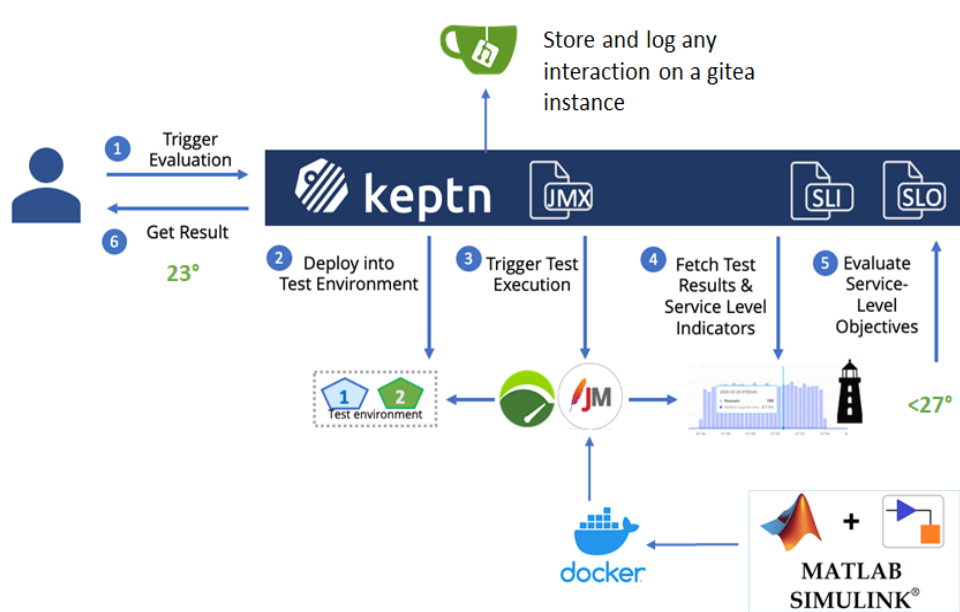 Store and log any
interaction on a gitea
instance
1
Trigger
Evaluation
keptn
JMX
SLI
SLO
6
Get Result
23°
2
Deploy into
Test Environment
3
Trigger Test
Execution
4
Fetch Test
Results &
Service Level
Indicators
5
Evaluate
Service-
Level
Objectives
1
2
Test environment
JM
<27°
docker
+
MATLAB
SIMULINK®